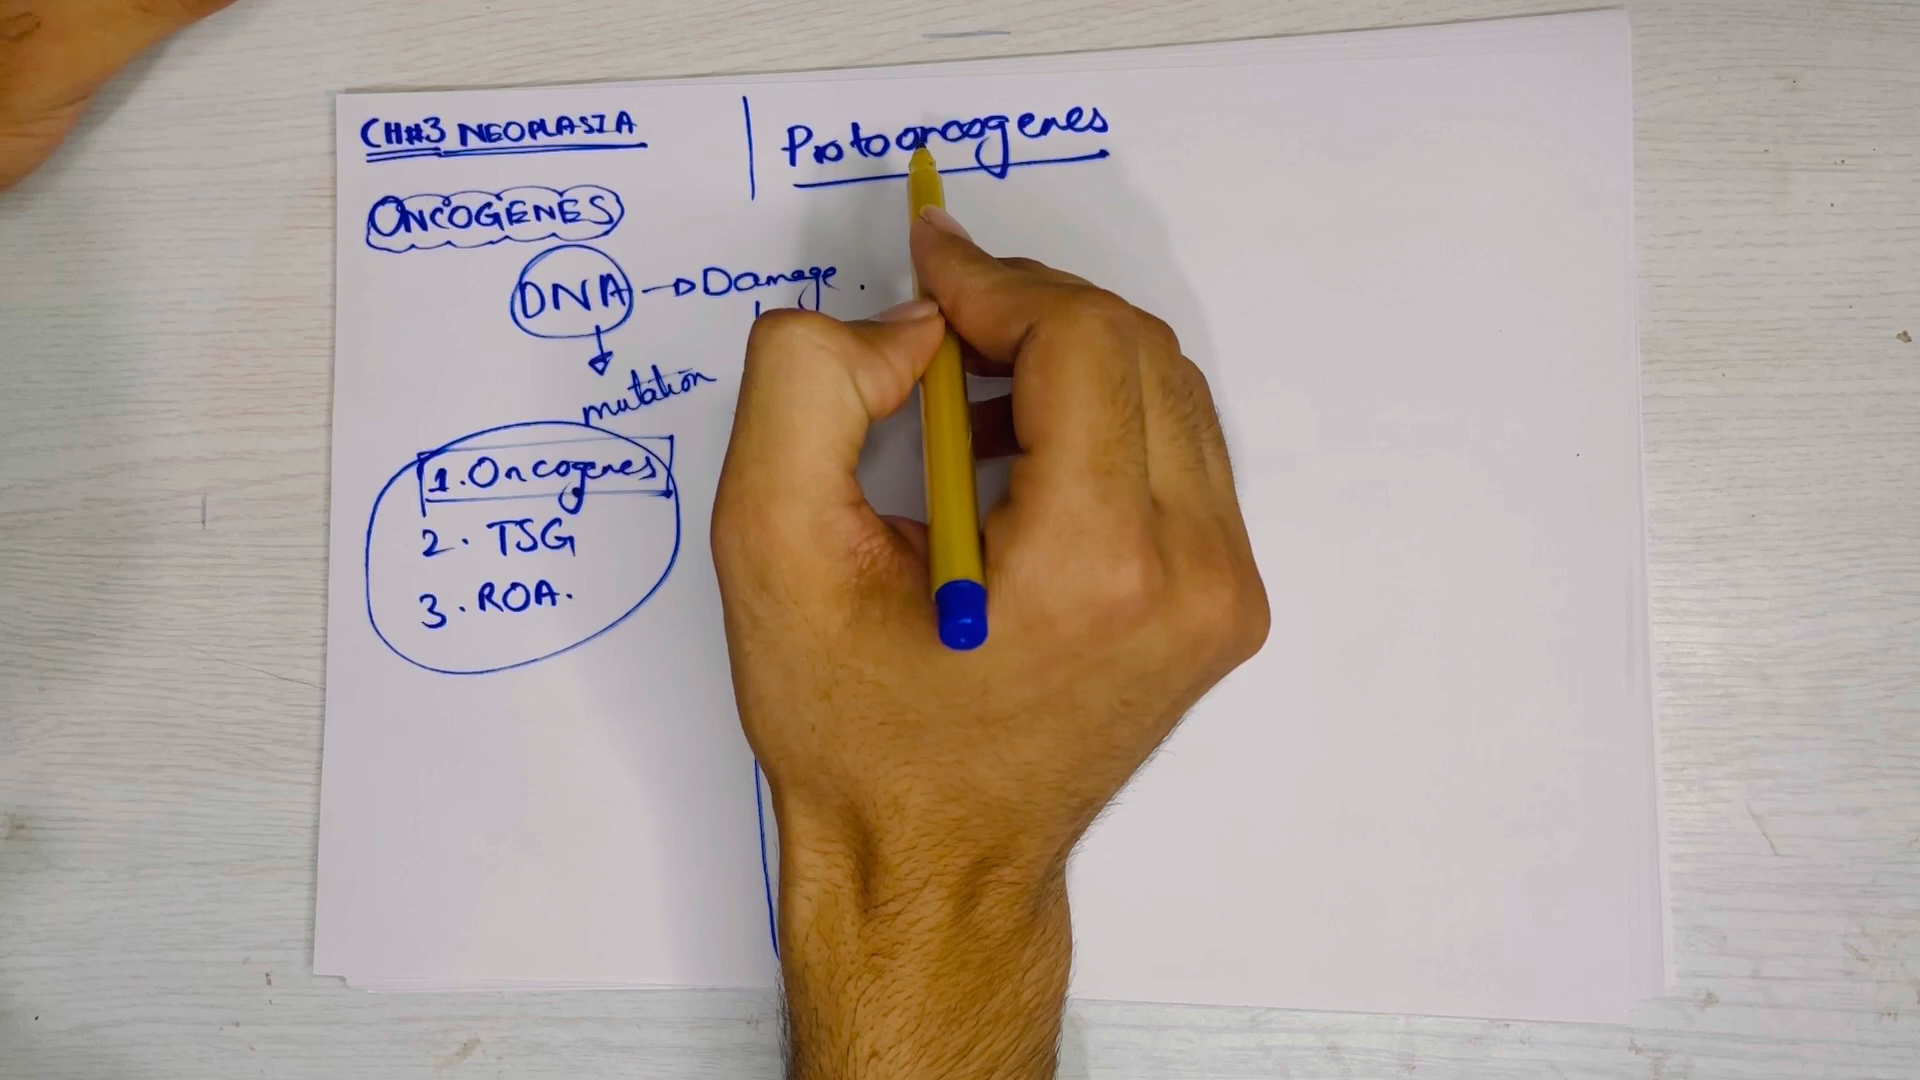 CH#3 NEOPLASIA
ONCOGENES
DNA → Damage.
mutation
1. Oncogenes
2. TSG
3. ROA.
Protooncogenes